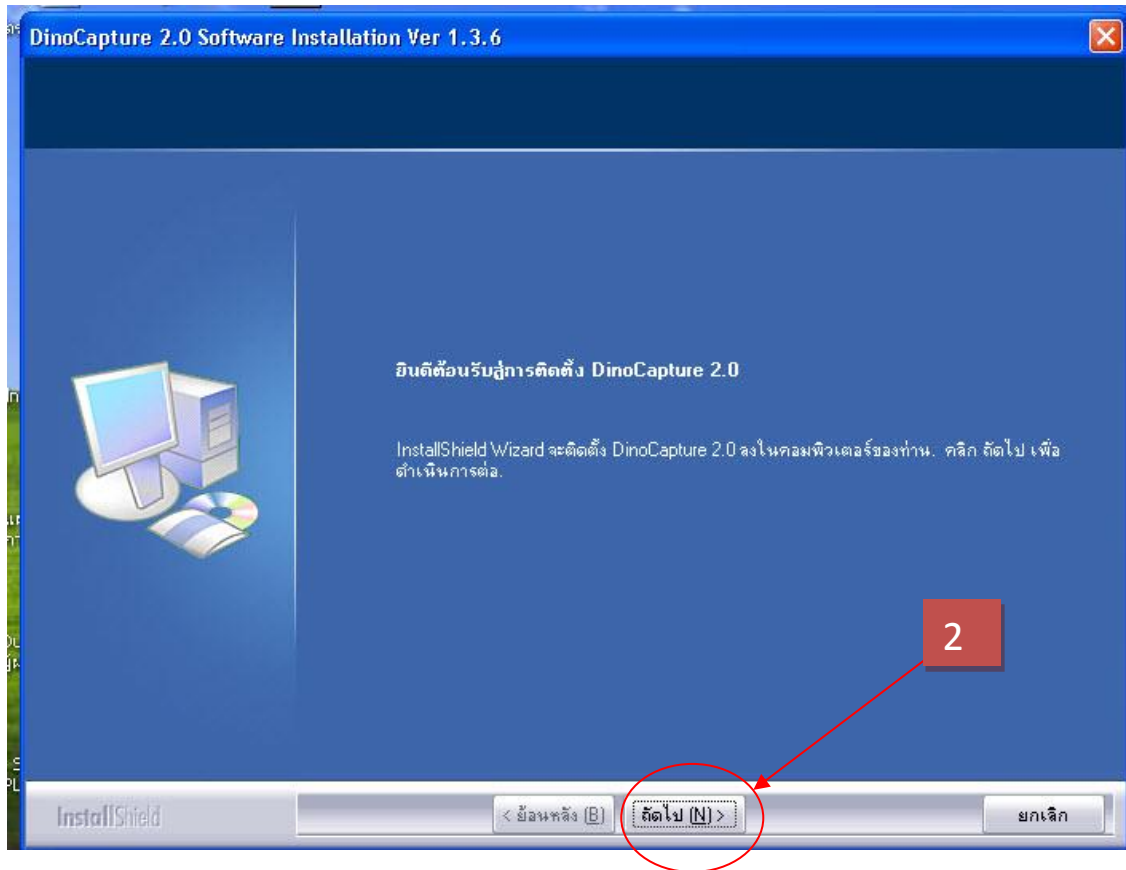 DinoCapture 2.0 Software Installation Ver 1.3.6
ยินดีต้อนรับสู่การติดตั้ง DinoCapture 2.0
InstallShield Wizard จะติดตั้ง DinoCapture 2.0 ลงในคอมพิวเตอร์ของท่าน. คลิก ถัดไป เพื่อ
ดำเนินการต่อ.
2
InstallShield
< ย้อนหลัง (B)
ถัดไป (N) >
ยกเลิก